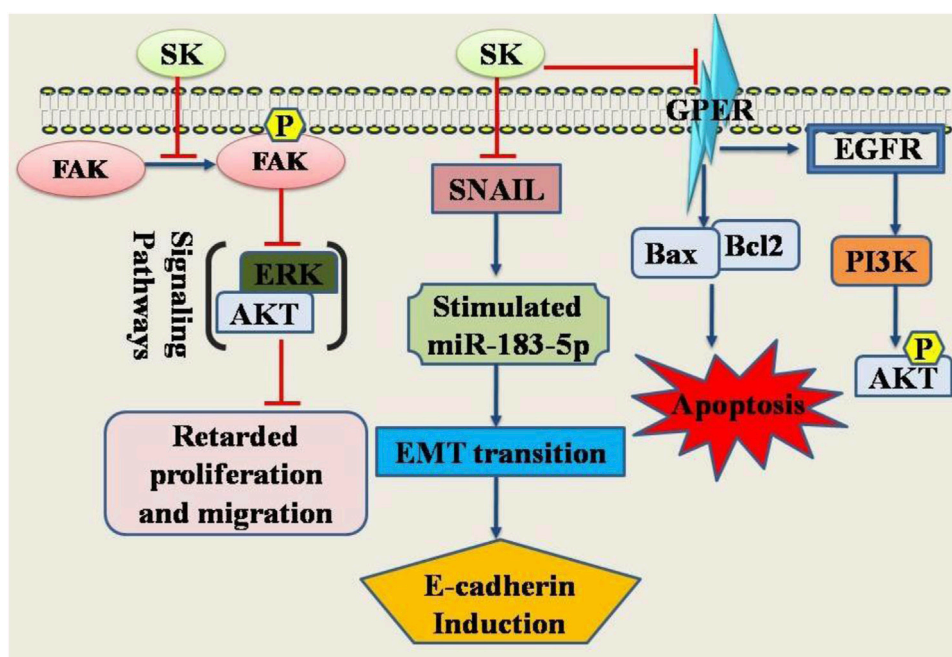 SK
SK
P
FAK
FAK
GPER
EGFR
SNAIL
Signaling
Pathways
ERK
AKT
Bax
Bcl2
PI3K
Stimulated
miR-183-5p
P
AKT
Apoptosis
Retarded
proliferation
and migration
EMT transition
E-cadherin
Induction